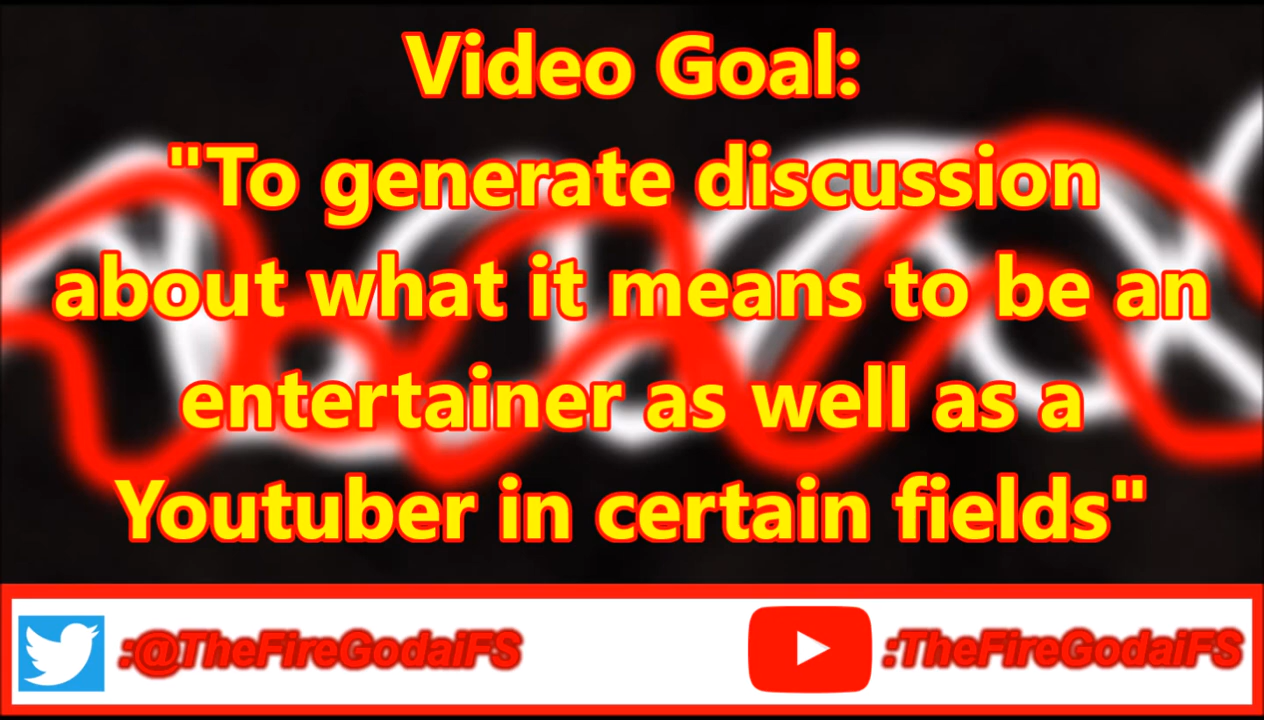 Video Goal:
"To generate discussion
about what it means to be an
entertainer as well as a
Youtuber in certain fields"
:@TheFireGodaiFS
:TheFireGodaiFS